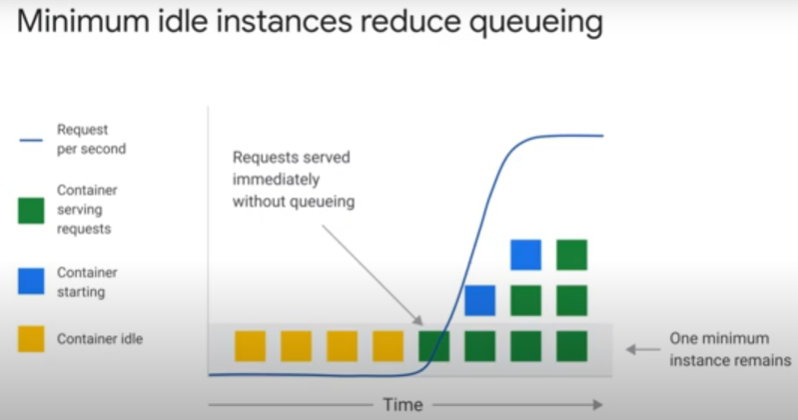 Minimum idle instances reduce queueing
Request
per second
Container
serving
requests
Container
starting
Container idle
Requests served
immediately
without queueing
One minimum
instance remains
Time